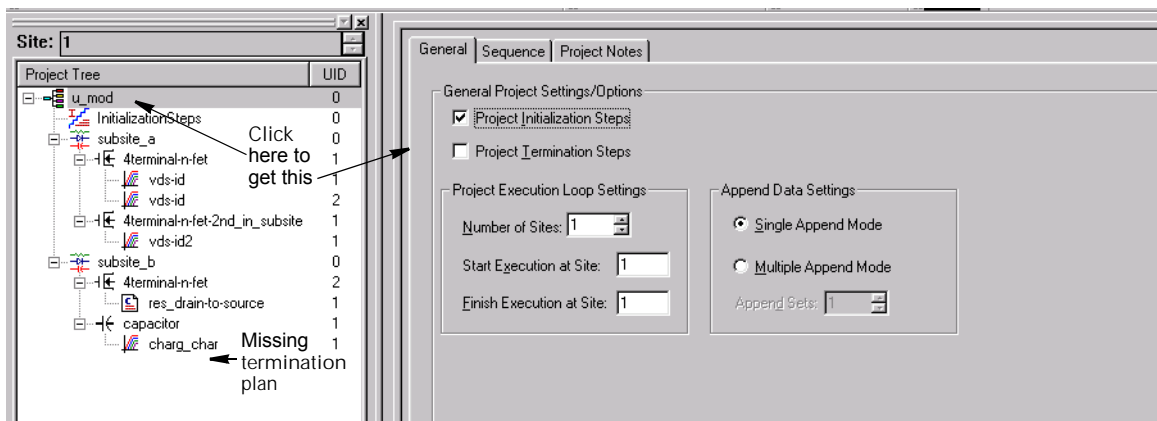 Site: 1
Project Tree UID
u_mod 0
InitializationSteps 0
subsite_a 0
4terminal-n-fet 1
vds-id 1
vds-id 2
4terminal-n-fet-2nd_in_subsite 1
vds-id2 1
subsite_b 0
4terminal-n-fet 2
res_drain-to-source 1
capacitor 1
charg_char 1
Click
here to
get this
Missing
termination
plan
General Sequence Project Notes
General Project Settings/Options
Project Initialization Steps
Project Termination Steps
Project Execution Loop Settings
Number of Sites: 1
Start Execution at Site: 1
Finish Execution at Site: 1
Append Data Settings
Single Append Mode
Multiple Append Mode
Append Sets: 1